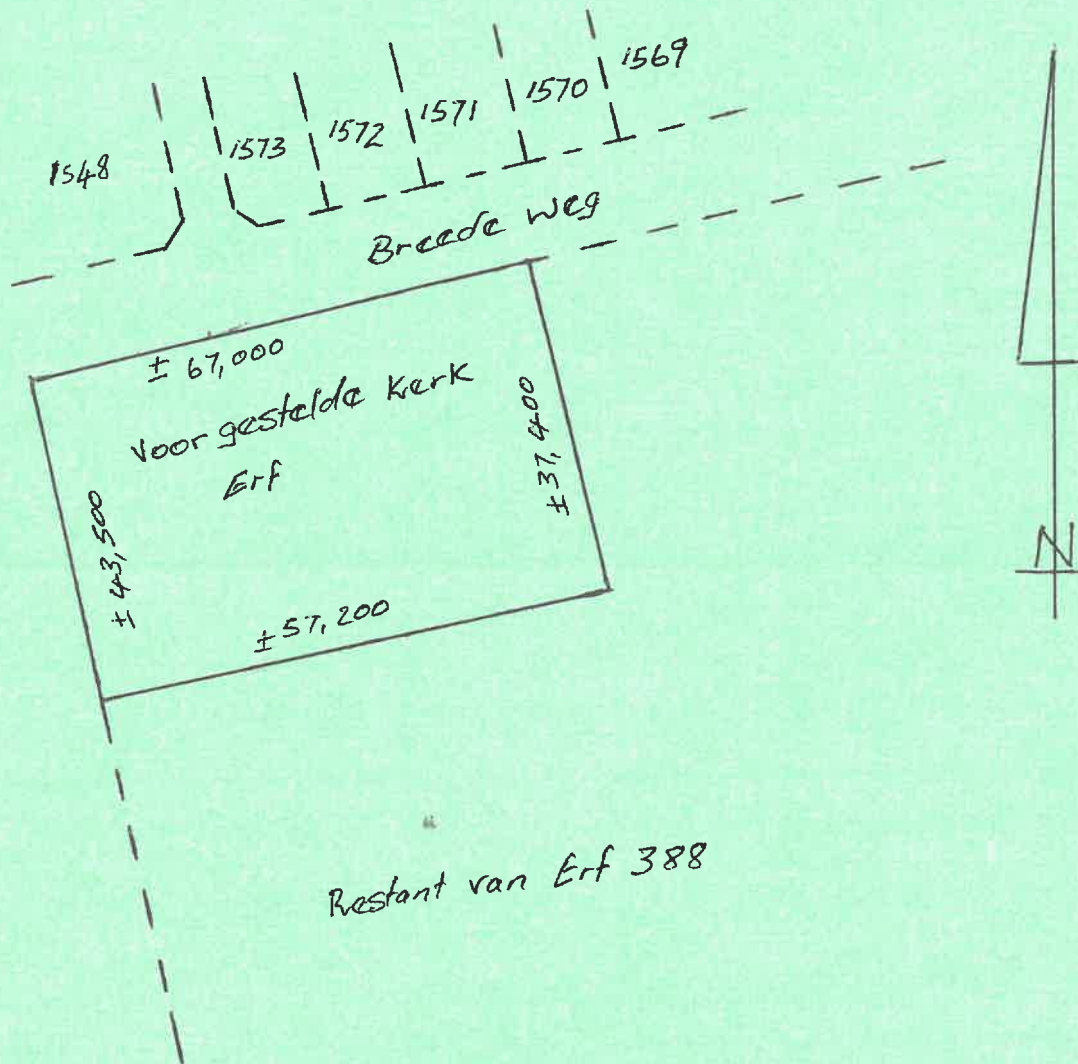 1548
1573
1572
1571
1570
1569
Breede weg
± 67,000
Voorgestelde Kerk
Erf
± 37,400
± 43,500
± 57,200
N
Restant van Erf 388